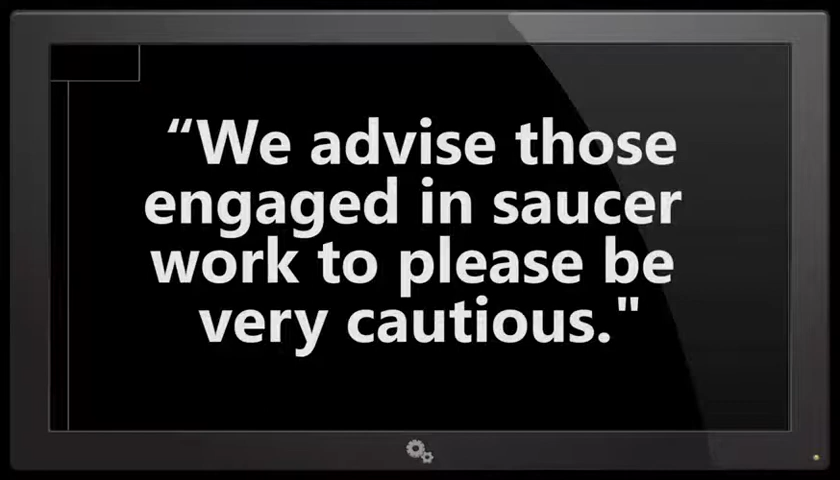 “We advise those
engaged in saucer
work to please be
very cautious."